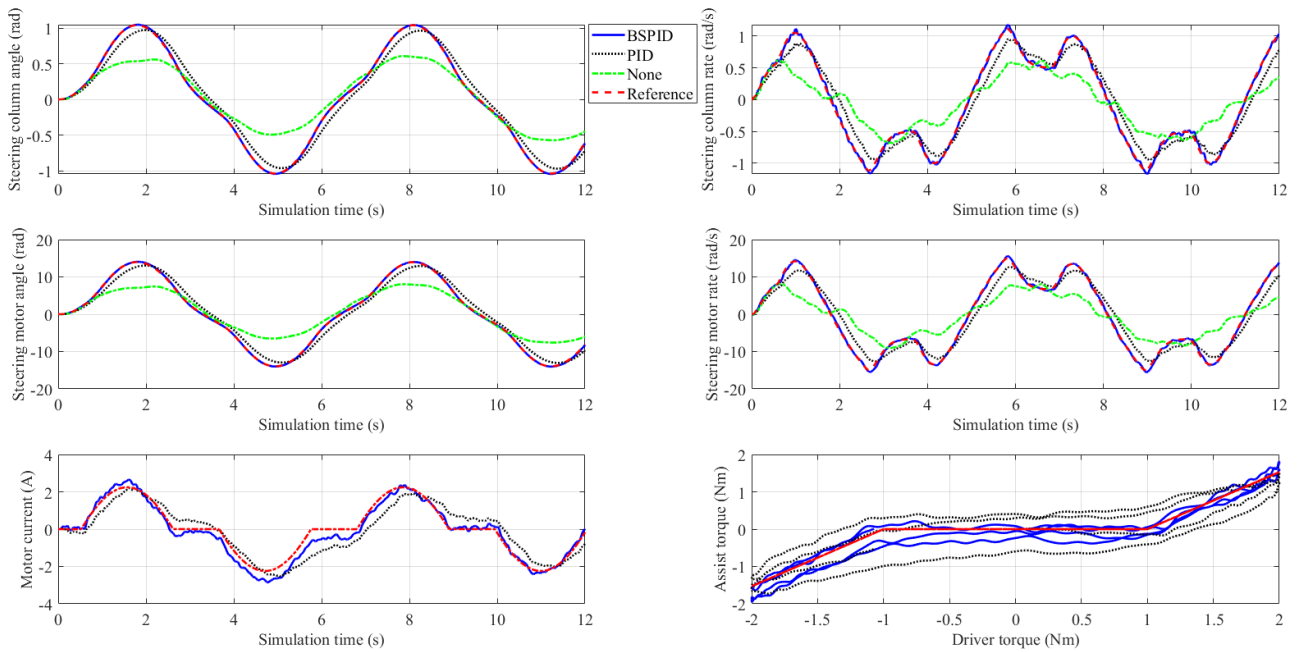 Steering column angle (rad)
1
0.5
0
-0.5
-1
0 2 4 6 8 10 12
Simulation time (s)
BSPID
PID
None
Reference
Steering column rate (rad/s)
1
0.5
0
-0.5
-1
0 2 4 6 8 10 12
Simulation time (s)
Steering motor angle (rad)
20
10
0
-10
-20
0 2 4 6 8 10 12
Simulation time (s)
Steering motor rate (rad/s)
20
10
0
-10
-20
0 2 4 6 8 10 12
Simulation time (s)
Motor current (A)
4
2
0
-2
-4
0 2 4 6 8 10 12
Simulation time (s)
Assist torque (Nm)
2
1
0
-1
-2
-2 -1.5 -1 -0.5 0 0.5 1 1.5 2
Driver torque (Nm)